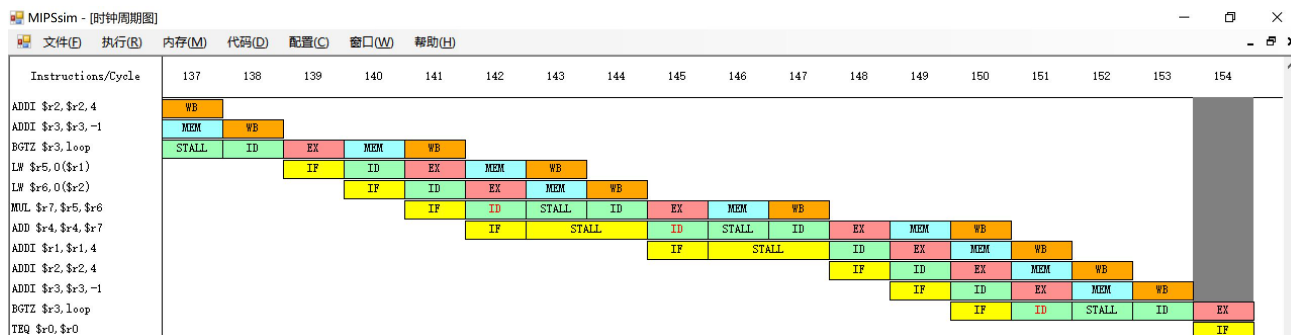 MIPSsim - [时钟周期图]
文件(F) 执行(R) 内存(M) 代码(D) 配置(C) 窗口(W) 帮助(H)
Instructions/Cycle 137 138 139 140 141 142 143 144 145 146 147 148 149 150 151 152 153 154
ADDI $r2,$r2,4 WB
ADDI $r3,$r3,-1 MEM WB
BGTZ $r3,loop STALL ID EX MEM WB
LW $r5,0($r1) IF ID EX MEM WB
LW $r6,0($r2) IF ID EX MEM WB
MUL $r7,$r5,$r6 IF ID STALL ID EX MEM WB
ADD $r4,$r4,$r7 IF STALL ID STALL ID EX MEM WB
ADDI $r1,$r1,4 IF STALL ID EX MEM WB
ADDI $r2,$r2,4 IF ID EX MEM WB
ADDI $r3,$r3,-1 IF ID EX MEM WB
BGTZ $r3,loop IF ID STALL ID EX
TEQ $r0,$r0 IF